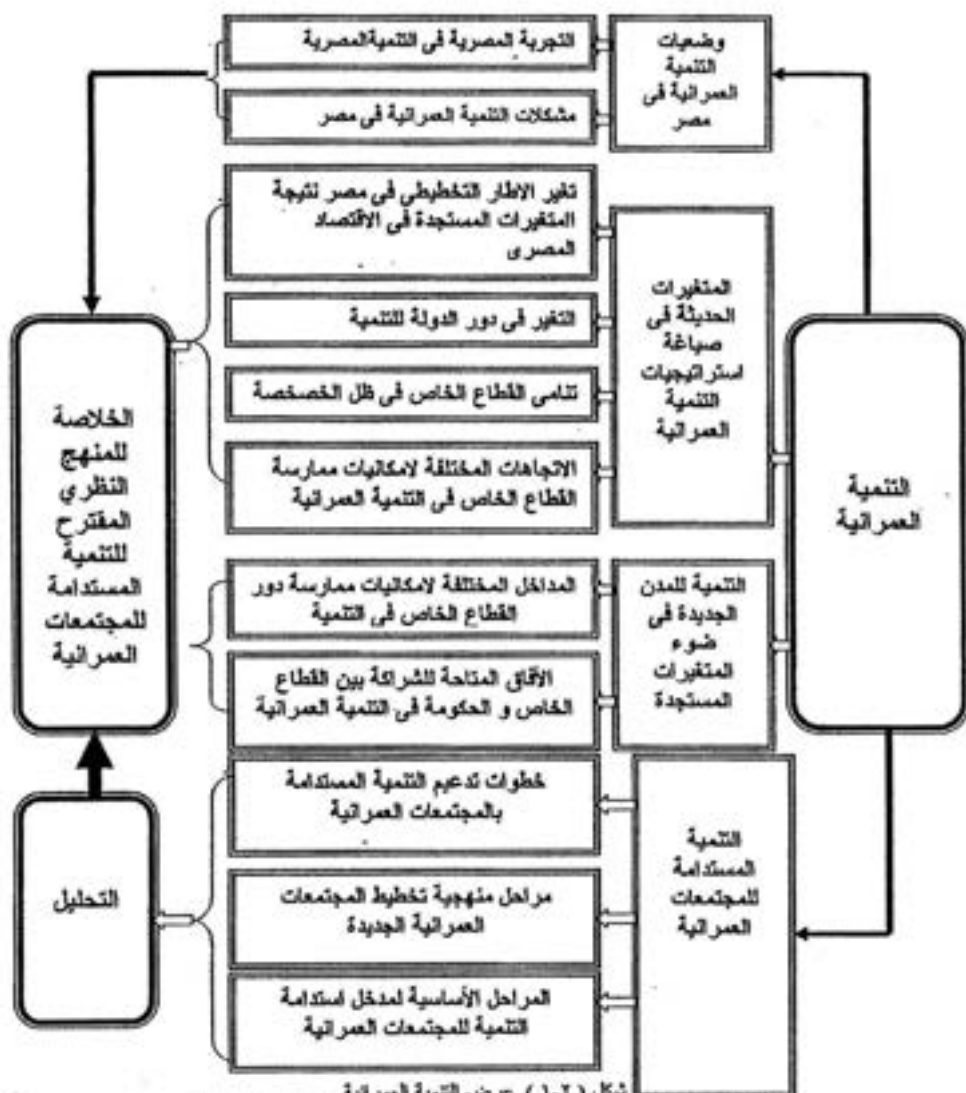 وضعيات
التنمية
العمرانية فى
مصر
التجربة المصرية فى التنميةالمصرية
مشكلات التنمية العمرانية فى مصر
التنمية
العمرانية
المتغيرات
الحديثة فى
صياغة
استراتيجيات
التنمية
العمرانية
تغير الاطار التخطيطي فى مصر نتيجة
االمتغيرات المستجدة فى الاقتصاد
المصرى
التغير فى دور الدولة للتنمية
تنامى القطاع الخاص فى ظل الخصخصة
الاتجاهات المختلفة لامكانيات ممارسة
القطاع الخاص فى التنمية العمرانية
الخلاصة
للمنهج
النظري
المقترح
للتنمية
المستدامة
للمجتمعات
العمرانية
التنمية للمدن
الجديدة فى
ضوء
المتغيرات
المستجدة
المداخل المختلفة لامكانيات ممارسة دور
القطاع الخاص فى التنمية
الأفاق المتاحة للشراكة بين القطاع
الخاص و الحكومة فى التنمية العمرانية
التنمية
المستدامة
للمجتمعات
العمرانية
خطوات تدعيم التنمية المستدامة
بالمجتمعات العمرانية
مراحل منهجية تخطيط المجتمعات
العمرانية الجديدة
المراحل الأساسية لمدخل استدامة
التنمية للمجتمعات العمرانية
التحليل